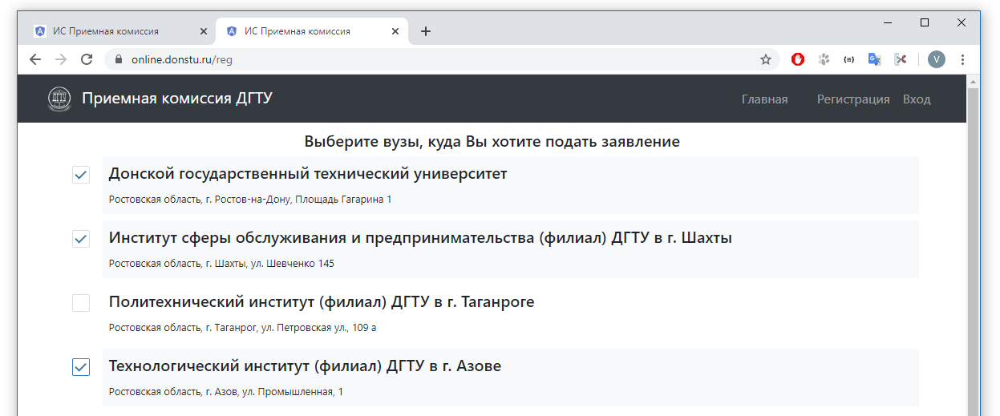 ИС Приемная комиссия
ИС Приемная комиссия
online.donstu.ru/reg
V
Приемная комиссия ДГТУ
Главная
Регистрация
Вход
Выберите вузы, куда Вы хотите подать заявление
Донской государственный технический университет
Ростовская область, г. Ростов-на-Дону, Площадь Гагарина 1
Институт сферы обслуживания и предпринимательства (филиал) ДГТУ в г. Шахты
Ростовская область, г. Шахты, ул. Шевченко 145
Политехнический институт (филиал) ДГТУ в г. Таганроге
Ростовская область, г. Таганрог, ул. Петровская ул., 109 а
Технологический институт (филиал) ДГТУ в г. Азове
Ростовская область, г. Азов, ул. Промышленная, 1